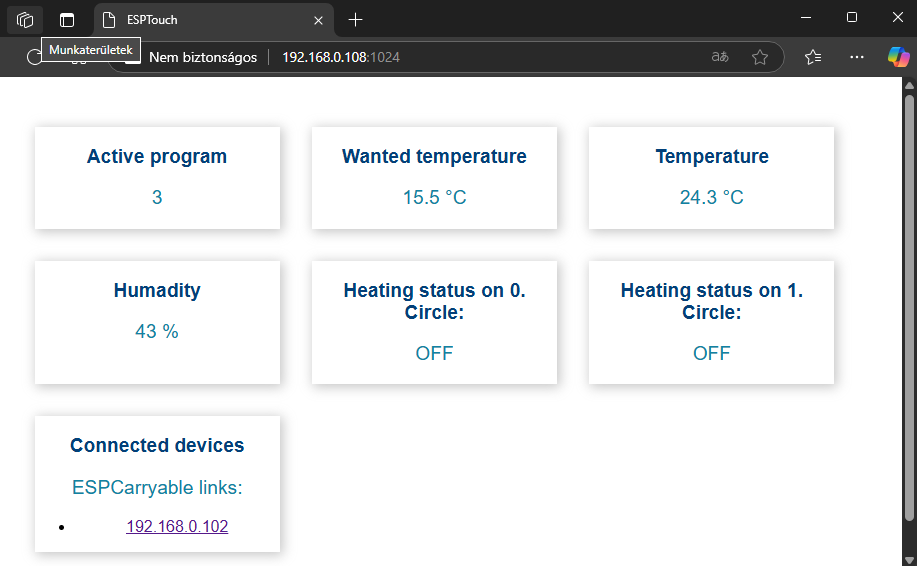 ESPTouch
Munkaterületek
Nem biztonságos
192.168.0.108:1024
Active program
3
Wanted temperature
15.5 °C
Temperature
24.3 °C
Humadity
43 %
Heating status on 0.
Circle:
OFF
Heating status on 1.
Circle:
OFF
Connected devices
ESPCarryable links:
192.168.0.102